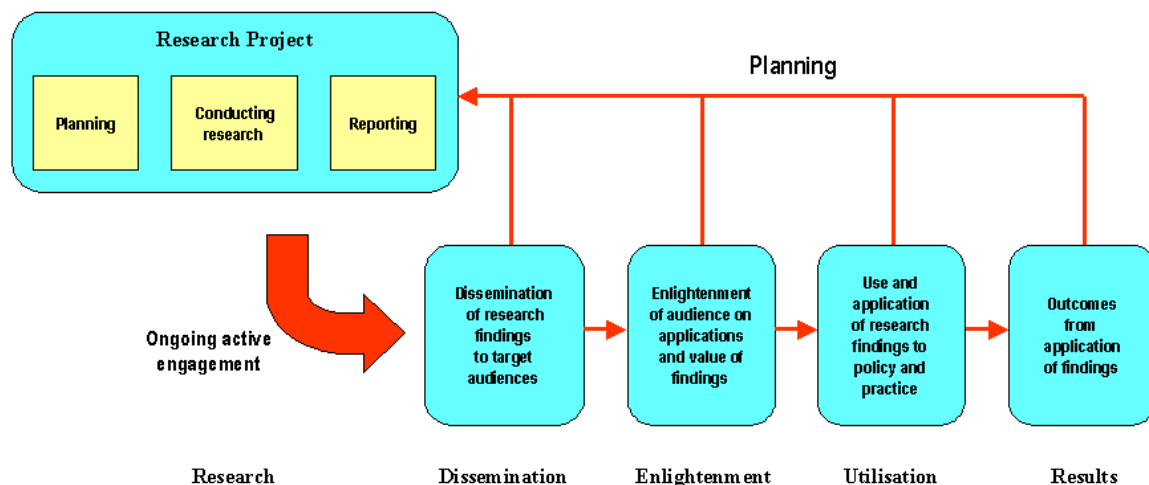 Research Project
Planning
Conducting
research
Reporting
Planning
Ongoing active
engagement
Dissemination
of research
findings
to target
audiences
Enlightenment
of audience on
applications
and value of
findings
Use and
application
of research
findings to
policy and
practice
Outcomes
from
application
of findings
Research
Dissemination
Enlightenment
Utilisation
Results